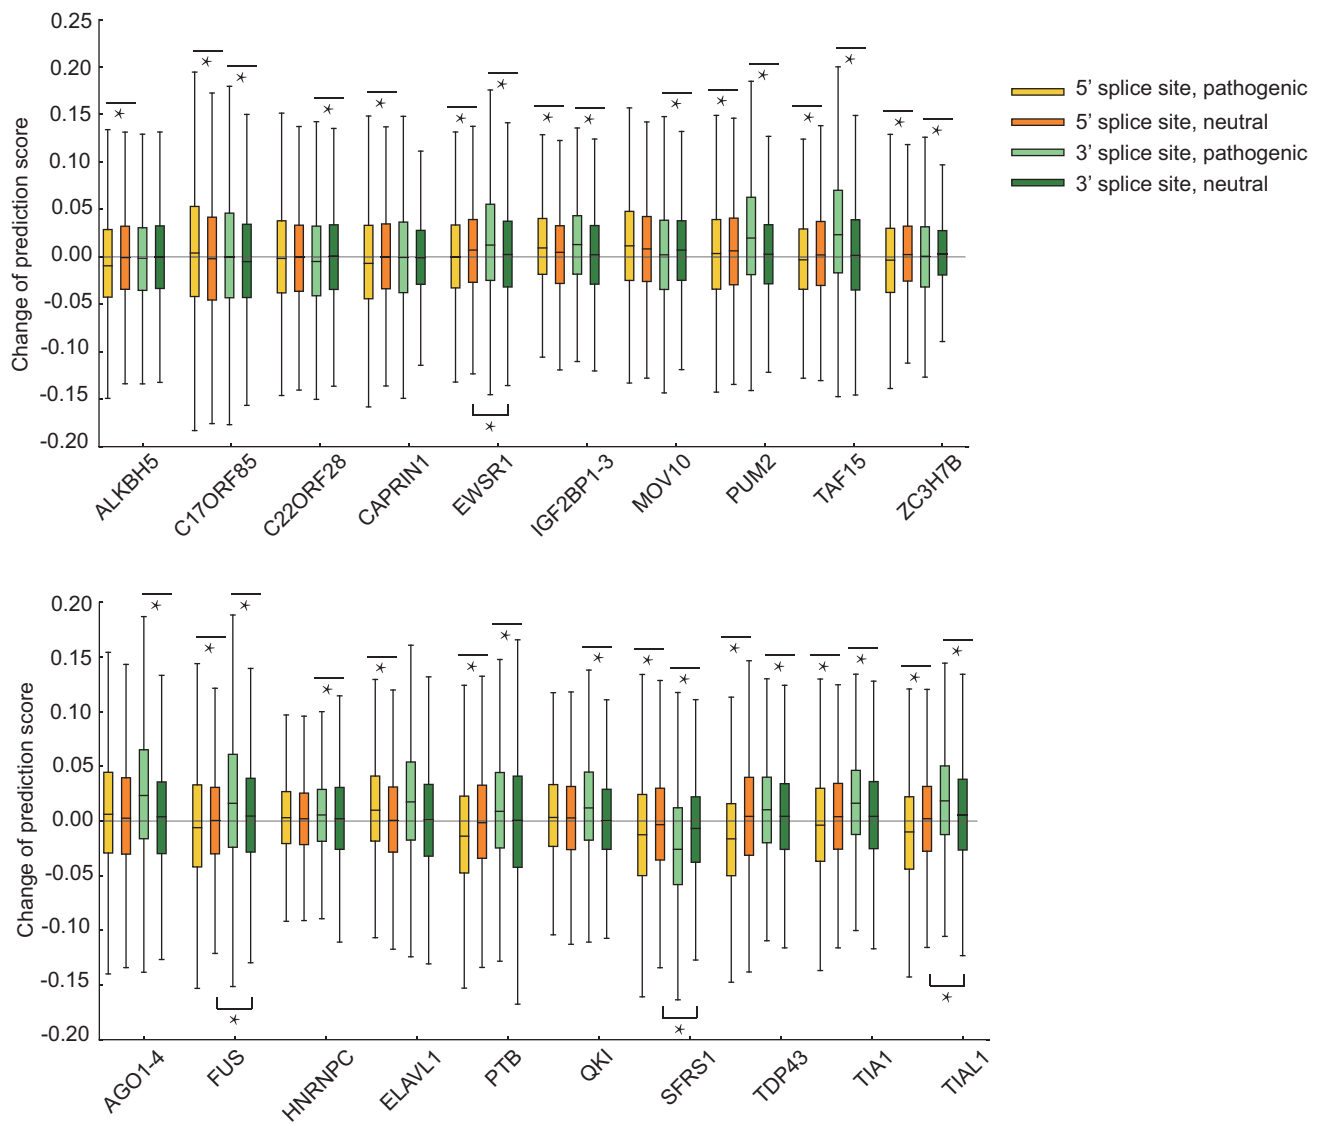 0.25
0.20
0.15
0.10
0.05
0.00
-0.05
-0.10
-0.15
-0.20
Change of prediction score
ALKBH5
C17ORF85
C22ORF28
CAPRIN1
EWSR1
IGF2BP1-3
MOV10
PUM2
TAF15
ZC3H7B
5' splice site, pathogenic
5' splice site, neutral
3' splice site, pathogenic
3' splice site, neutral
0.20
0.15
0.10
0.05
0.00
-0.05
-0.10
-0.15
-0.20
Change of prediction score
AGO1-4
FUS
HNRNPC
ELAVL1
PTB
QKI
SFRS1
TDP43
TIA1
TIAL1